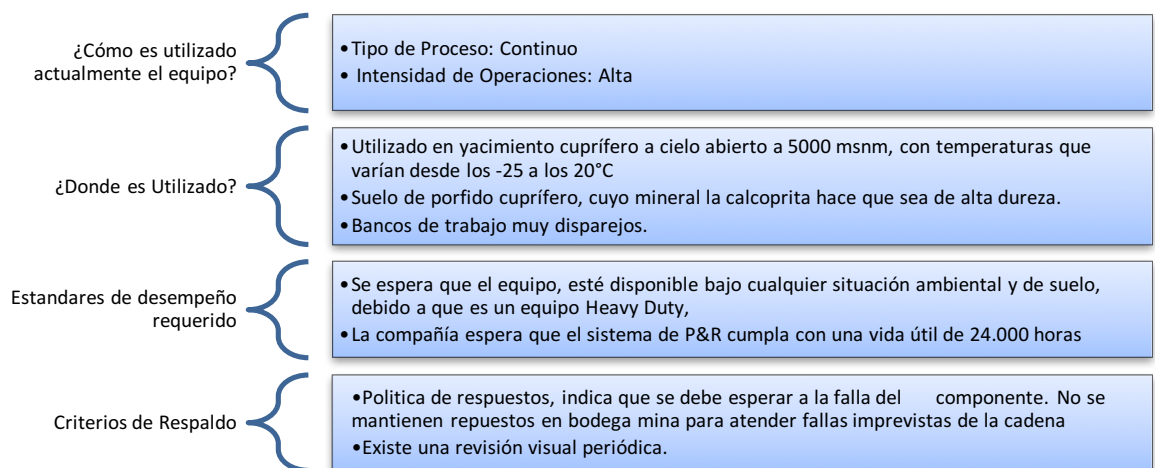 ¿Cómo es utilizado
actualmente el equipo?
•Tipo de Proceso: Continuo
• Intensidad de Operaciones: Alta
¿Donde es Utilizado?
•Utilizado en yacimiento cuprífero a cielo abierto a 5000 msnm, con temperaturas que
varían desde los -25 a los 20°C
•Suelo de porfido cuprífero, cuyo mineral la calcoprita hace que sea de alta dureza.
•Bancos de trabajo muy disparejos.
Estandares de desempeño
requerido
•Se espera que el equipo, esté disponible bajo cualquier situación ambiental y de suelo,
debido a que es un equipo Heavy Duty,
•La compañía espera que el sistema de P&R cumpla con una vida útil de 24.000 horas
Criterios de Respaldo
•Politica de respuestos, indica que se debe esperar a la falla del componente. No se
mantienen repuestos en bodega mina para atender fallas imprevistas de la cadena
•Existe una revisión visual periódica.